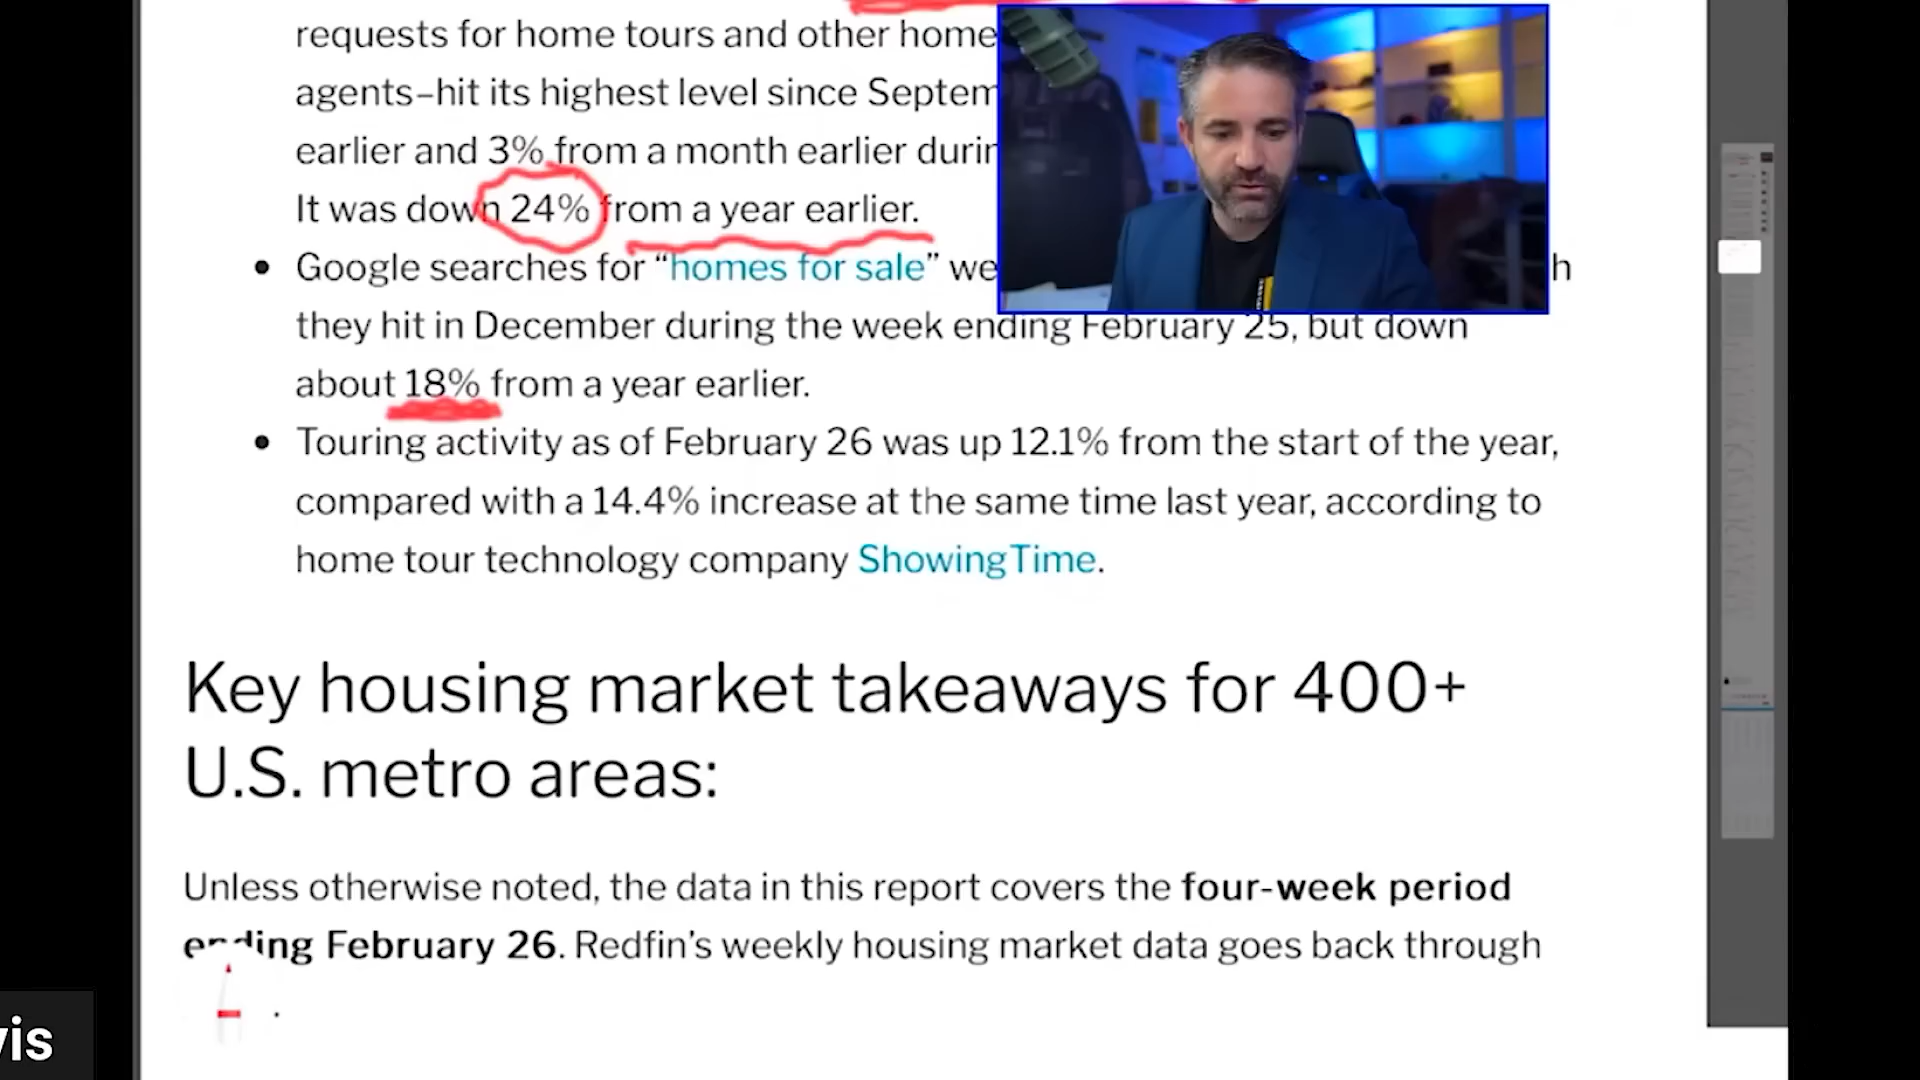 requests for home tours and other home
agents–hit its highest level since Septem
earlier and 3% from a month earlier durin
It was down 24% from a year earlier.
Google searches for “homes for sale” we h
they hit in December during the week ending February 25, but down
about 18% from a year earlier.
Touring activity as of February 26 was up 12.1% from the start of the year,
compared with a 14.4% increase at the same time last year, according to
home tour technology company ShowingTime.
Key housing market takeaways for 400+
U.S. metro areas:
Unless otherwise noted, the data in this report covers the four-week period
ending February 26. Redfin’s weekly housing market data goes back through
vis